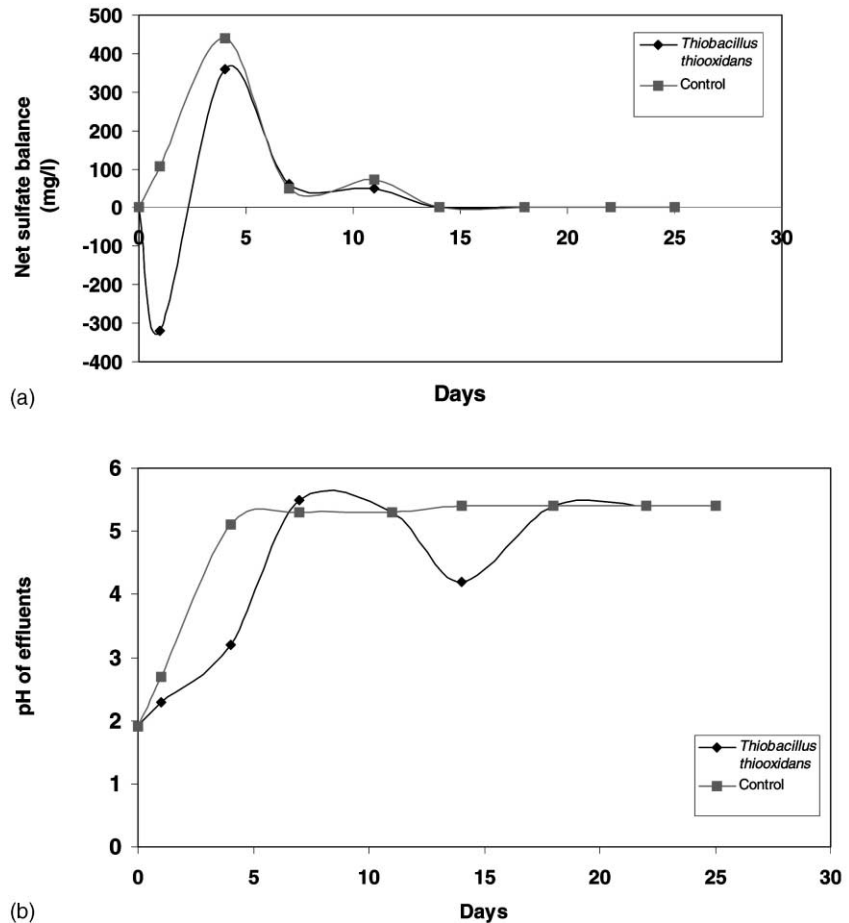 500
400
300
200
100
0
-100
-200
-300
-400
Net sulfate balance
(mg/l)
0
5
10
15
20
25
30
Days
Thiobacillus
thiooxidans
Control
(a)
6
5
4
3
2
1
0
pH of effluents
0
5
10
15
20
25
30
Days
Thiobacillus
thiooxidans
Control
(b)